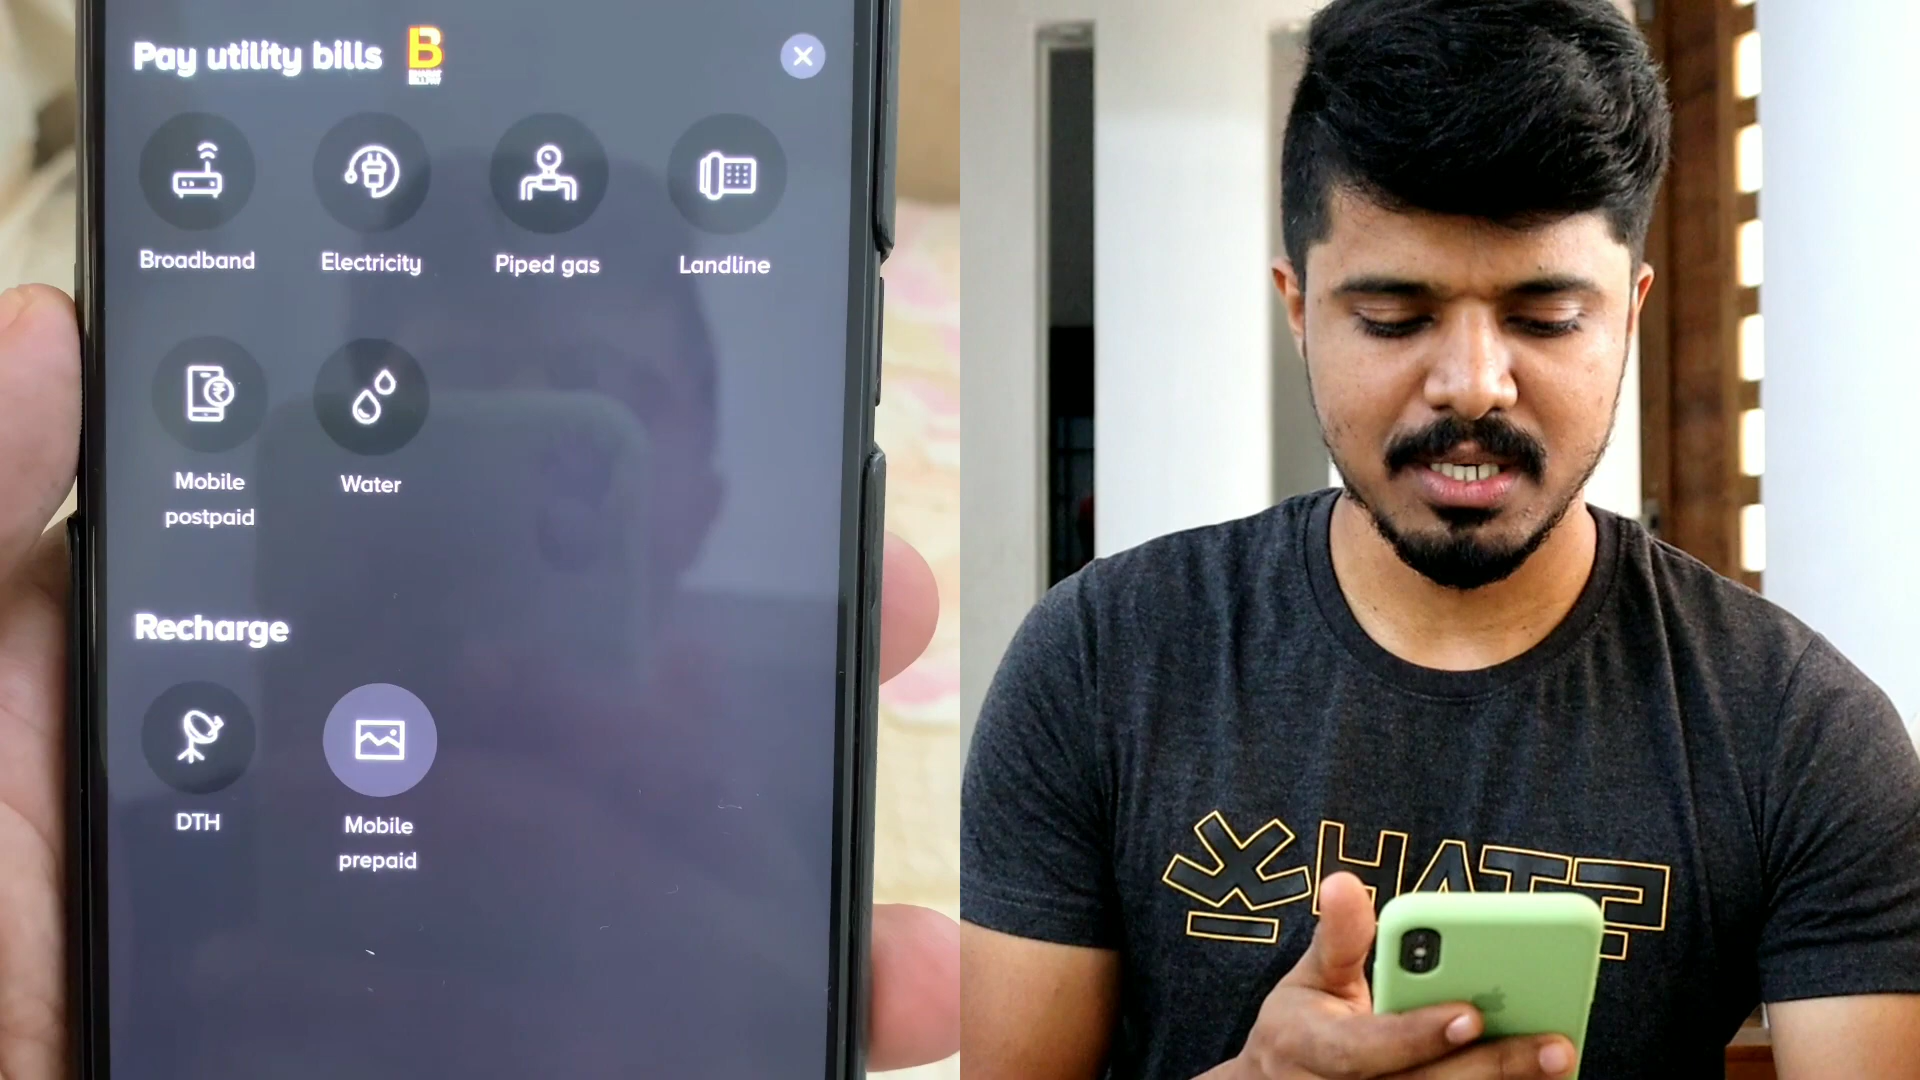 Pay utility bills
B
Broadband
Electricity
Piped gas
Landline
Mobile
postpaid
Water
Recharge
DTH
Mobile
prepaid